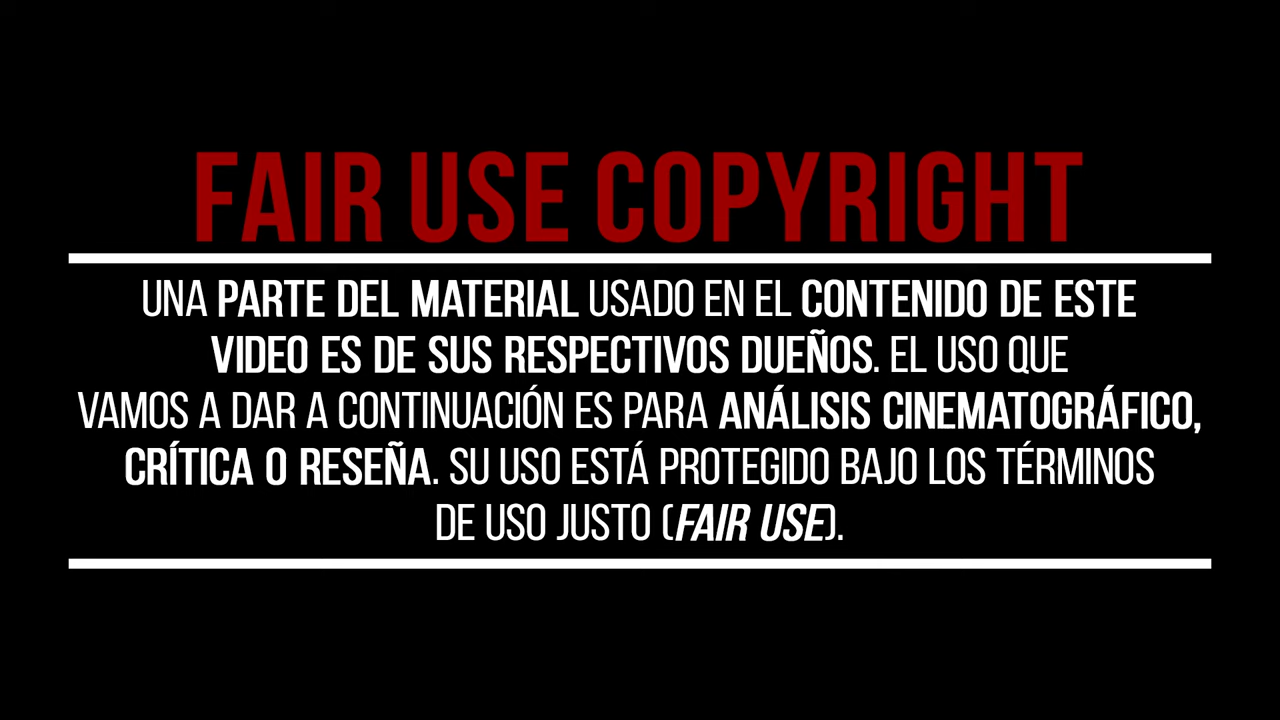 FAIR USE COPYRIGHT
UNA PARTE DEL MATERIAL USADO EN EL CONTENIDO DE ESTE
VIDEO ES DE SUS RESPECTIVOS DUEÑOS. EL USO QUE
VAMOS A DAR A CONTINUACIÓN ES PARA ANÁLISIS CINEMATOGRÁFICO,
CRÍTICA O RESEÑA. SU USO ESTÁ PROTEGIDO BAJO LOS TÉRMINOS
DE USO JUSTO (FAIR USE).